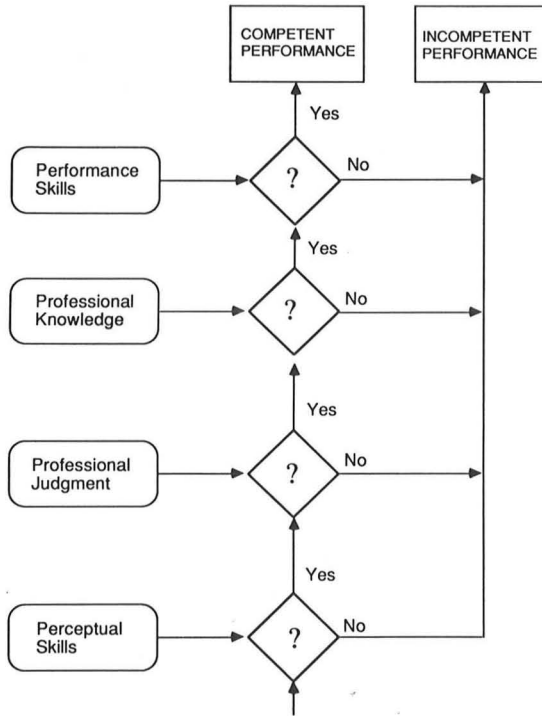 COMPETENT
PERFORMANCE
INCOMPETENT
PERFORMANCE
Yes
Performance
Skills
?
No
Yes
Professional
Knowledge
?
No
Yes
Professional
Judgment
?
No
Yes
Perceptual
Skills
?
No